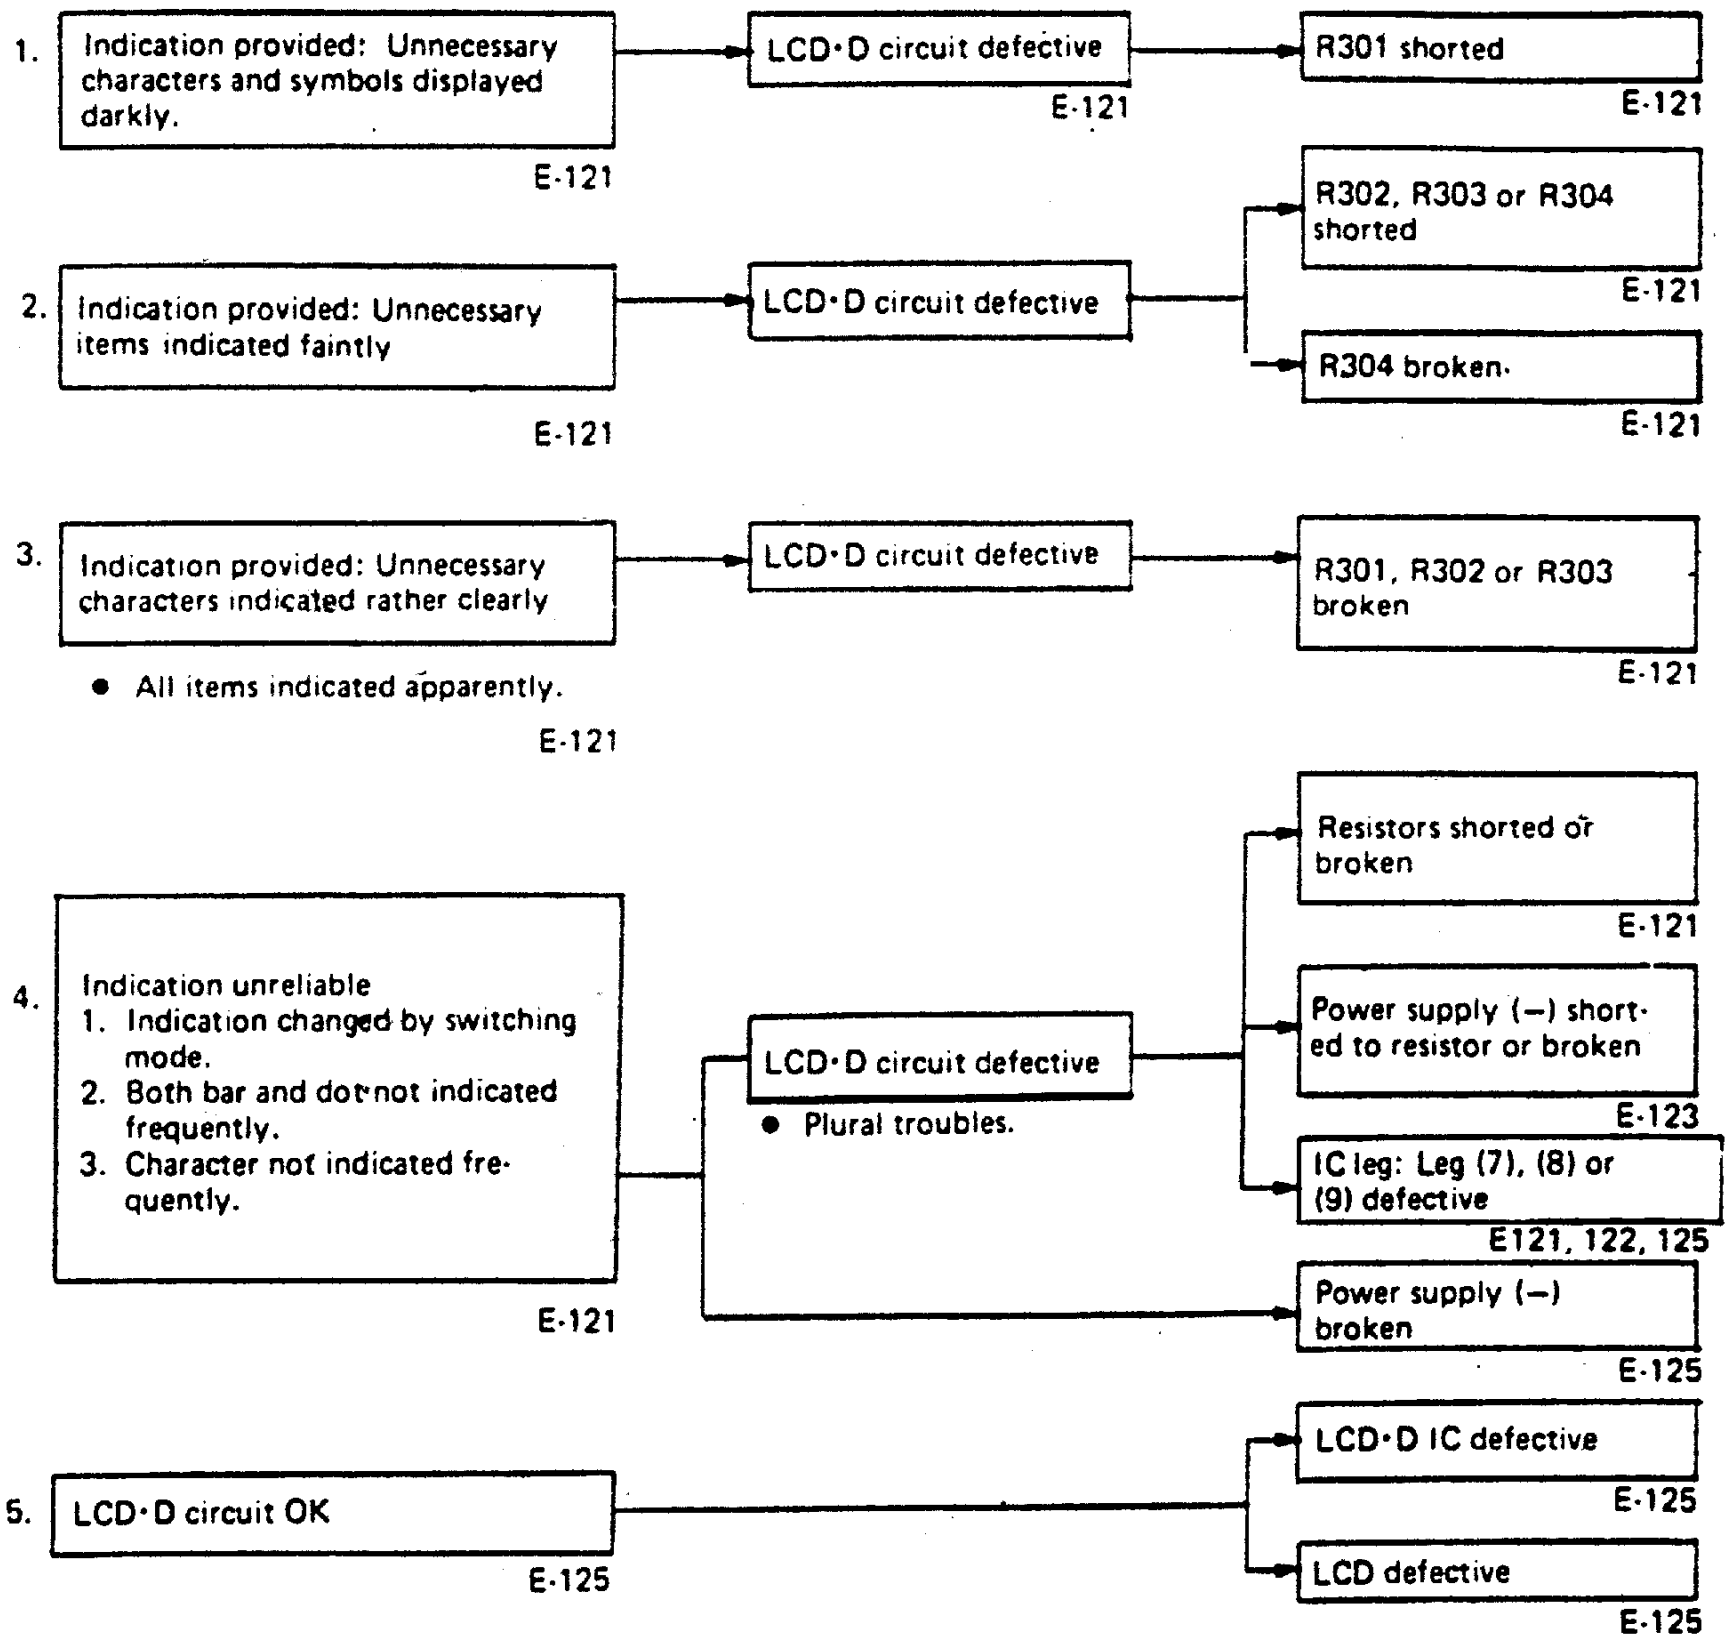 1.
Indication provided: Unnecessary
characters and symbols displayed
darkly.
E-121
LCD·D circuit defective
E-121
R301 shorted
E-121
2.
Indication provided: Unnecessary
items indicated faintly
E-121
LCD·D circuit defective
R302, R303 or R304
shorted
E-121
R304 broken.
E-121
3.
Indication provided: Unnecessary
characters indicated rather clearly
● All items indicated apparently.
E-121
LCD·D circuit defective
R301, R302 or R303
broken
E-121
4.
Indication unreliable
1. Indication changed by switching
mode.
2. Both bar and dot not indicated
frequently.
3. Character not indicated fre-
quently.
E-121
LCD·D circuit defective
● Plural troubles.
Resistors shorted or
broken
E-121
Power supply (—) short-
ed to resistor or broken
E-123
IC leg: Leg (7), (8) or
(9) defective
E121, 122, 125
Power supply (—)
broken
E-125
5.
LCD·D circuit OK
E-125
LCD·D IC defective
E-125
LCD defective
E-125